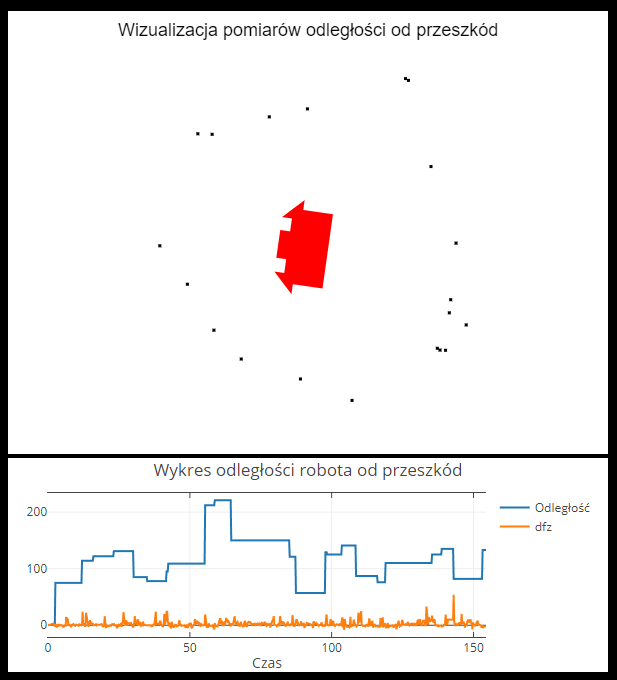 Wizualizacja pomiarów odległości od przeszkód
Wykres odległości robota od przeszkód
200
100
0
0 50 100 150
Czas
Odległość
dfz